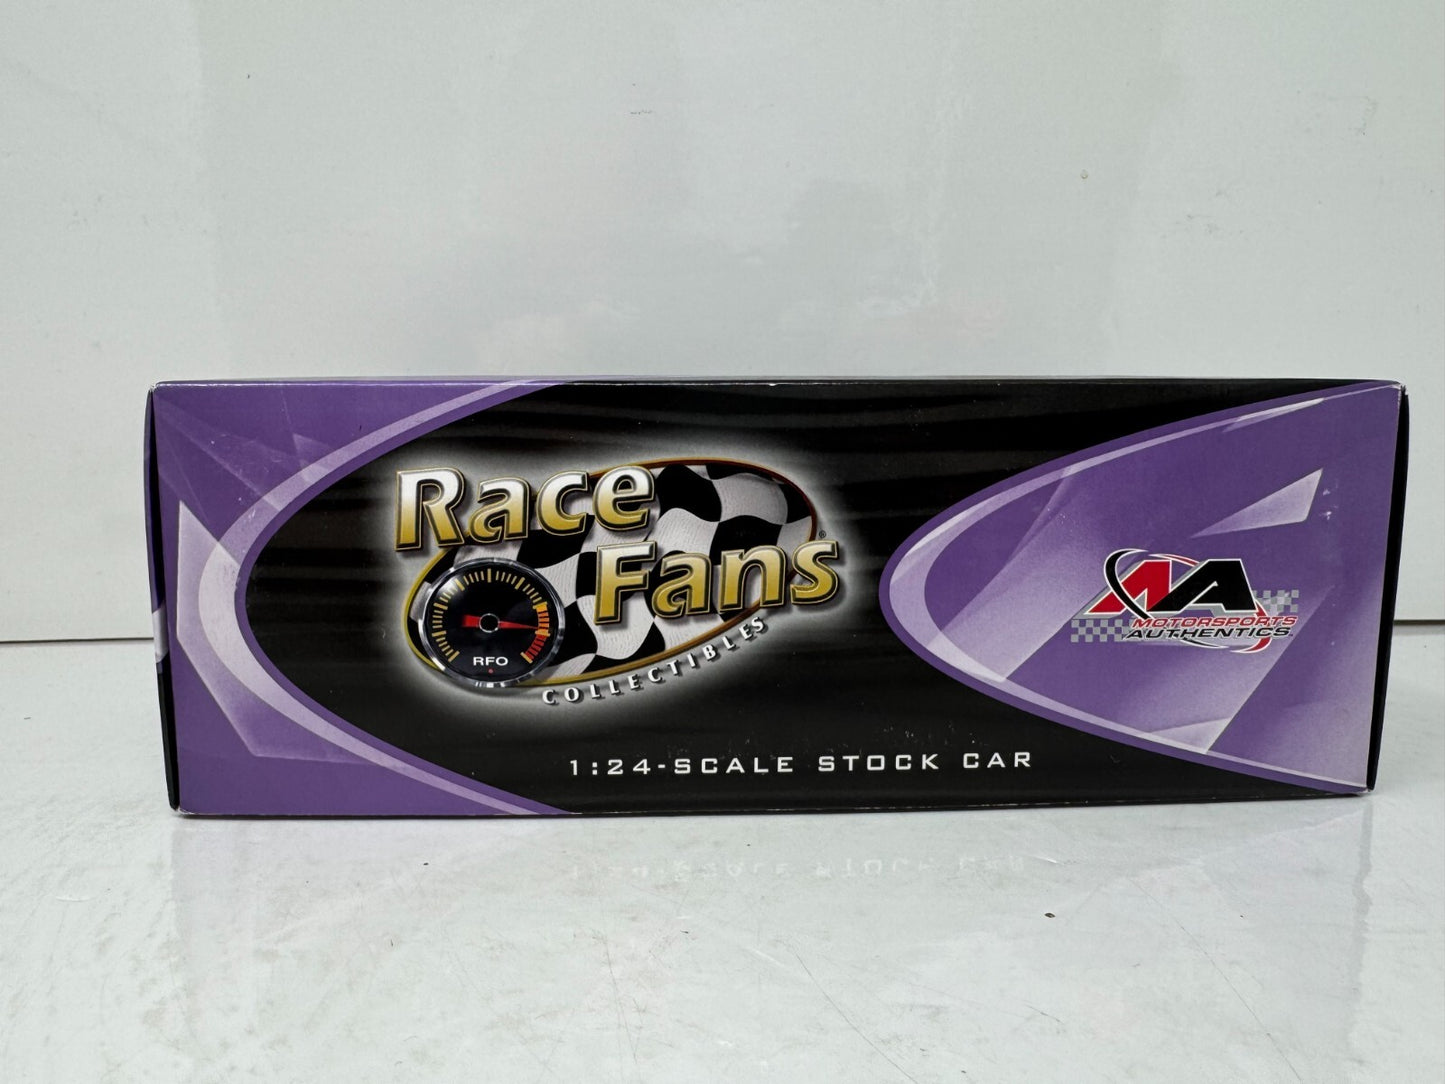 Race
Fans®
RFO
COLLECTIBLES
1:24-SCALE STOCK CAR
MA
MOTORSPORTS
AUTHENTICS